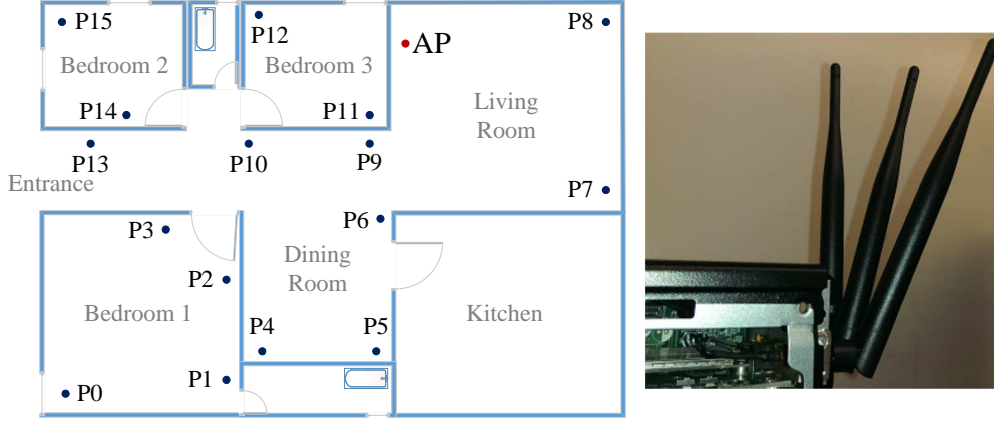 P15
P12
AP
P8
Bedroom 2
Bedroom 3
Living
Room
P14
P11
P13
P10
P9
Entrance
P7
P3
P6
Dining
Room
P2
Bedroom 1
Kitchen
P4
P5
P1
P0